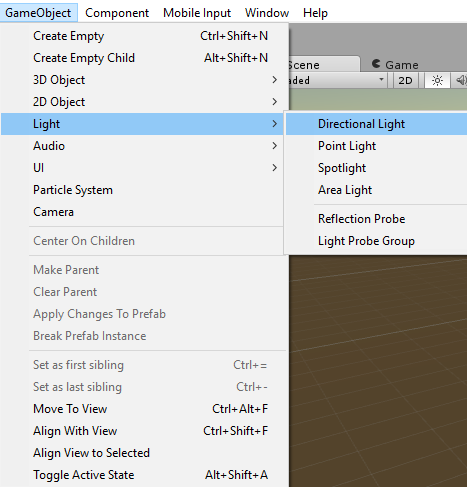 GameObject Component Mobile Input Window Help
Create Empty Ctrl+Shift+N
Create Empty Child Alt+Shift+N
3D Object
2D Object
Light
Audio
UI
Particle System
Camera
Center On Children
Make Parent
Clear Parent
Apply Changes To Prefab
Break Prefab Instance
Set as first sibling Ctrl+=
Set as last sibling Ctrl+-
Move To View Ctrl+Alt+F
Align With View Ctrl+Shift+F
Align View to Selected
Toggle Active State Alt+Shift+A
Scene Game
2D
Directional Light
Point Light
Spotlight
Area Light
Reflection Probe
Light Probe Group